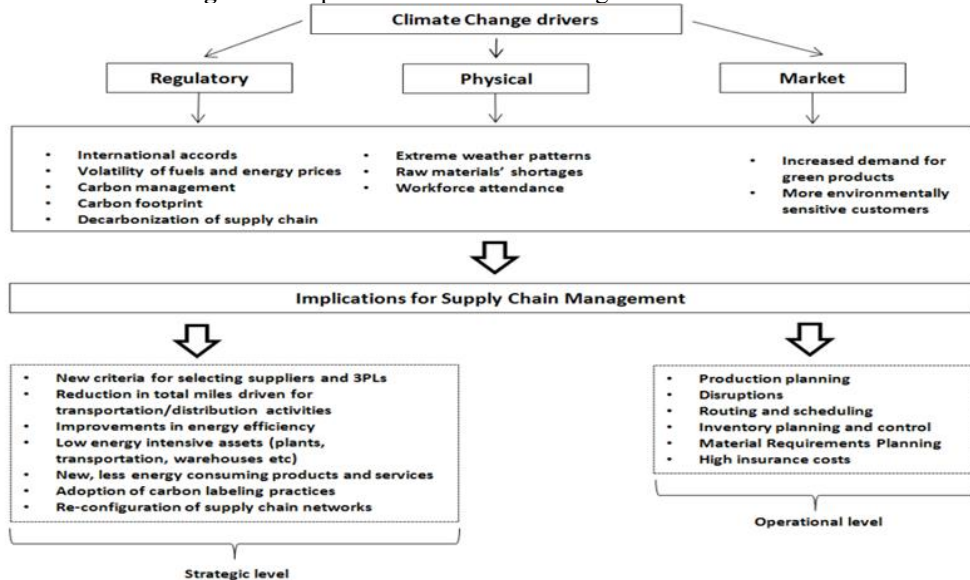 Climate Change drivers
Regulatory
Physical
Market
• International accords
• Volatility of fuels and energy prices
• Carbon management
• Carbon footprint
• Decarbonization of supply chain
• Extreme weather patterns
• Raw materials' shortages
• Workforce attendance
• Increased demand for
green products
• More environmentally
sensitive customers
Implications for Supply Chain Management
• New criteria for selecting suppliers and 3PLs
• Reduction in total miles driven for
transportation/distribution activities
• Improvements in energy efficiency
• Low energy intensive assets (plants,
transportation, warehouses etc)
• New, less energy consuming products and services
• Adoption of carbon labeling practices
• Re-configuration of supply chain networks
Strategic level
• Production planning
• Disruptions
• Routing and scheduling
• Inventory planning and control
• Material Requirements Planning
• High insurance costs
Operational level